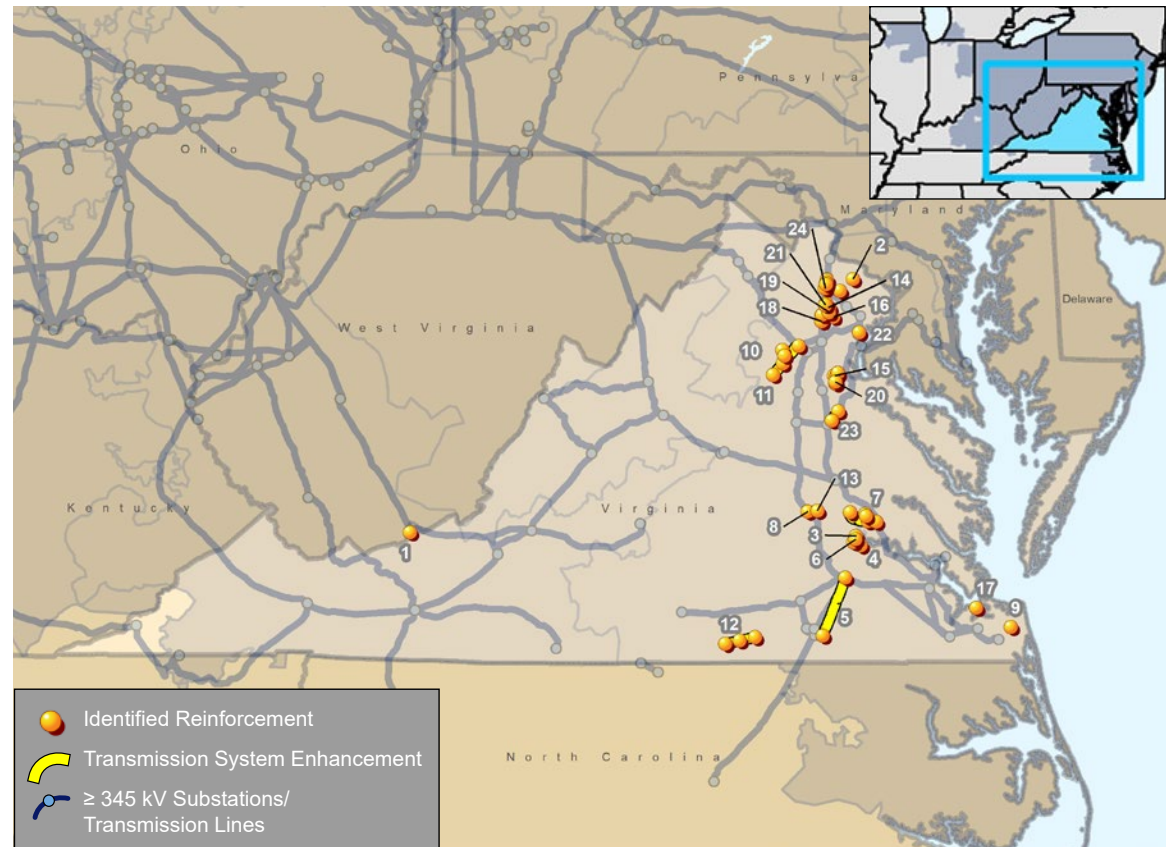 Pennsylva
Ohio
Maryland
24
2
21
19
14
16
18
Delaware
West Virginia
22
10
15
11
20
23
13
7
Kentucky
Virginia
8
3
1
6
4
17
5
9
12
North Carolina
Identified Reinforcement
Transmission System Enhancement
≥ 345 kV Substations/
Transmission Lines